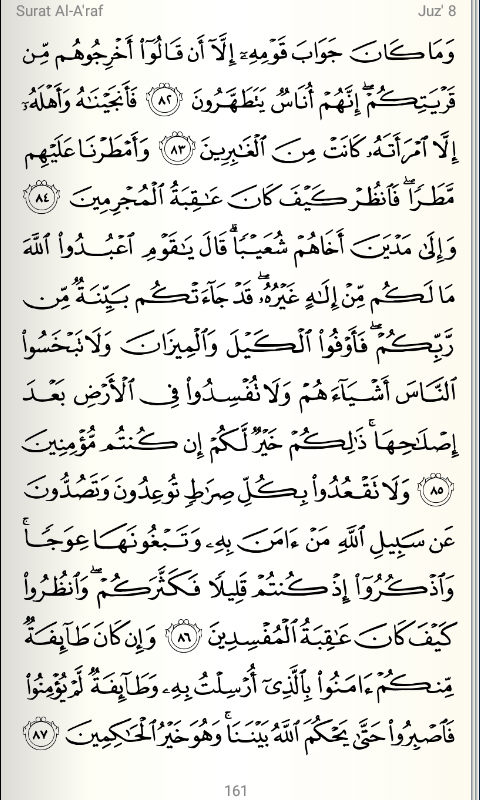 Surat Al-A'raf Juz' 8
وَمَا كَانَ جَوَابَ قَوْمِهِۦٓ إِلَّآ أَن قَالُوٓا۟ أَخْرِجُوهُم مِّن
قَرْيَتِكُمْ ۖ إِنَّهُمْ أُنَاسٌ يَتَطَهَّرُونَ ٨٢ فَأَنجَيْنَٰهُ وَأَهْلَهُۥٓ
إِلَّا ٱمْرَأَتَهُۥ كَانَتْ مِنَ ٱلْغَٰبِرِينَ ٨٣ وَأَمْطَرْنَا عَلَيْهِم
مَّطَرًا ۖ فَٱنظُرْ كَيْفَ كَانَ عَٰقِبَةُ ٱلْمُجْرِمِينَ ٨٤
وَإِلَىٰ مَدْيَنَ أَخَاهُمْ شُعَيْبًا ۗ قَالَ يَٰقَوْمِ ٱعْبُدُوا۟ ٱللَّهَ
مَا لَكُم مِّنْ إِلَٰهٍ غَيْرُهُۥ ۖ قَدْ جَآءَتْكُم بَيِّنَةٌ مِّن
رَّبِّكُمْ ۖ فَأَوْفُوا۟ ٱلْكَيْلَ وَٱلْمِيزَانَ وَلَا تَبْخَسُوا۟
ٱلنَّاسَ أَشْيَآءَهُمْ وَلَا تُفْسِدُوا۟ فِى ٱلْأَرْضِ بَعْدَ
إِصْلَٰحِهَا ۚ ذَٰلِكُمْ خَيْرٌ لَّكُمْ إِن كُنتُم مُّؤْمِنِينَ
٨٥ وَلَا تَقْعُدُوا۟ بِكُلِّ صِرَٰطٍ تُوعِدُونَ وَتَصُدُّونَ
عَن سَبِيلِ ٱللَّهِ مَنْ ءَامَنَ بِهِۦ وَتَبْغُونَهَا عِوَجًا ۚ
وَٱذْكُرُوٓا۟ إِذْ كُنتُمْ قَلِيلًا فَكَثَّرَكُمْ ۖ وَٱنظُرُوا۟
كَيْفَ كَانَ عَٰقِبَةُ ٱلْمُفْسِدِينَ ٨٦ وَإِن كَانَ طَآئِفَةٌ
مِّنكُمْ ءَامَنُوا۟ بِٱلَّذِىٓ أُرْسِلْتُ بِهِۦ وَطَآئِفَةٌ لَّمْ يُؤْمِنُوا۟
فَٱصْبِرُوا۟ حَتَّىٰ يَحْكُمَ ٱللَّهُ بَيْنَنَا ۚ وَهُوَ خَيْرُ ٱلْحَٰكِمِينَ ٨٧
161